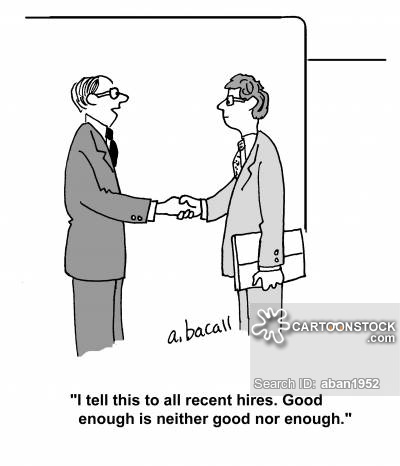 a.bacall
CARTOONSTOCK
.com
Search ID: aban1952
"I tell this to all recent hires. Good
enough is neither good nor enough."